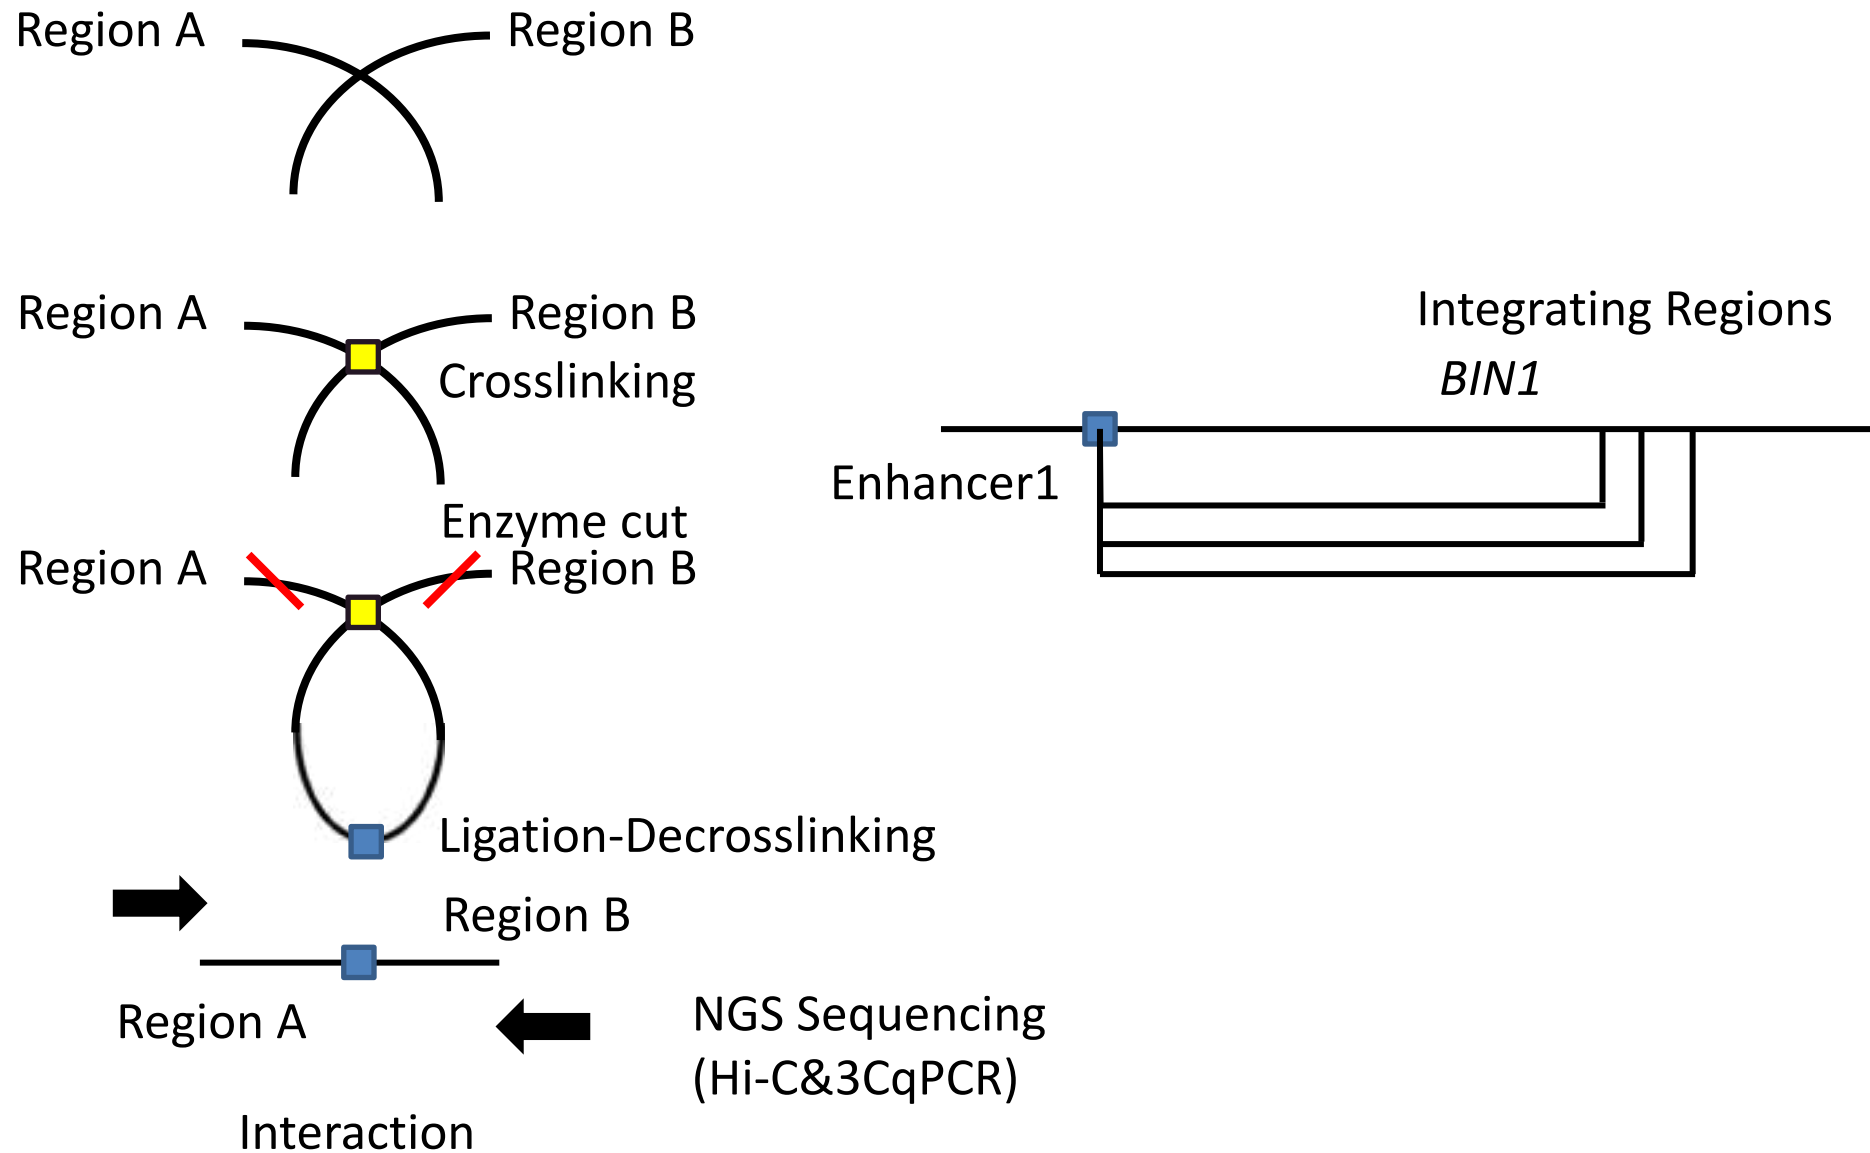 Region A
Region B
Region A
Region B
Crosslinking
Enzyme cut
Region A
Region B
Ligation-Decrosslinking
Region B
Region A
NGS Sequencing
(Hi-C&3CqPCR)
Interaction
Integrating Regions
BIN1
Enhancer1